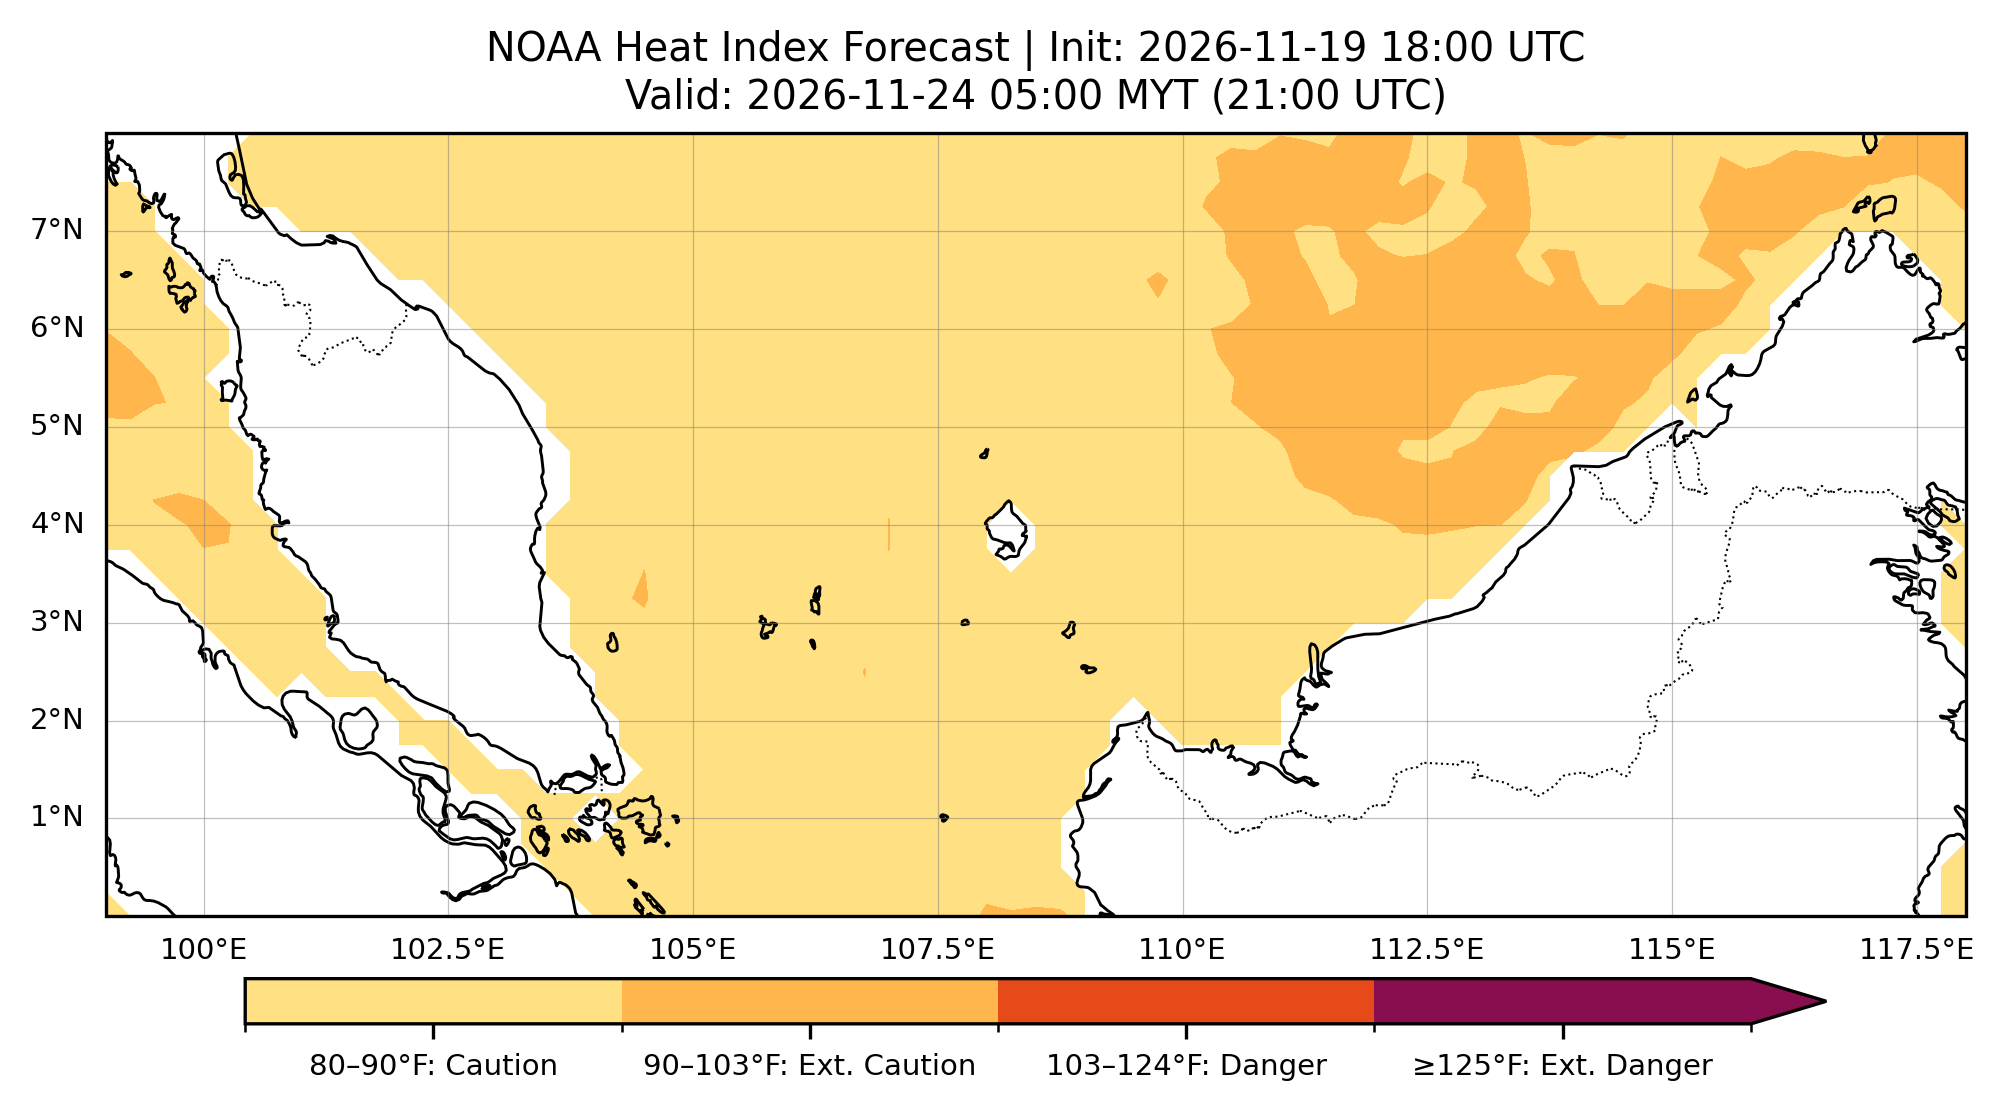 NOAA Heat Index Forecast | Init: 2026-11-19 18:00 UTC
Valid: 2026-11-24 05:00 MYT (21:00 UTC)
7°N
6°N
5°N
4°N
3°N
2°N
1°N
100°E 102.5°E 105°E 107.5°E 110°E 112.5°E 115°E 117.5°E
80–90°F: Caution 90–103°F: Ext. Caution 103–124°F: Danger ≥125°F: Ext. Danger